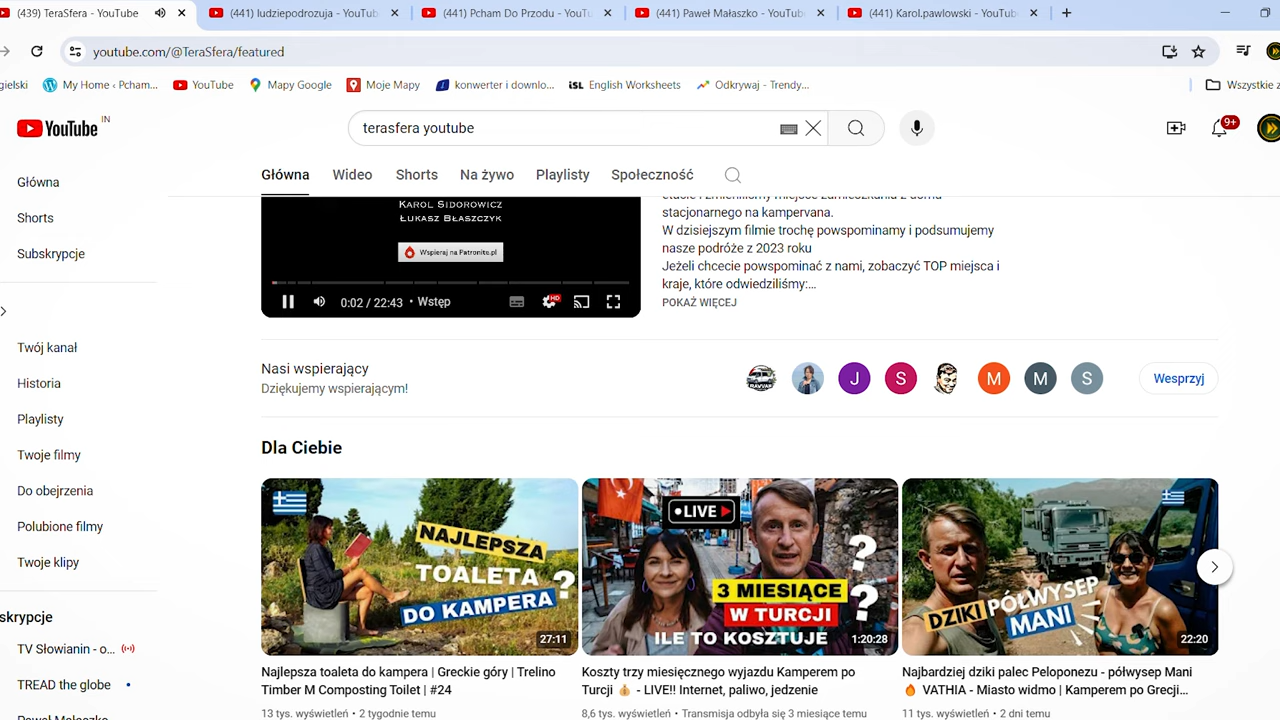 (439) TeraSfera - YouTube
(441) ludziepodrozuja - YouTub
(441) Pcham Do Przodu - YouTu
(441) Paweł Małaszko - YouTube
(441) Karol.pawlowski - YouTub
youtube.com/@TeraSfera/featured
gielski
My Home ‹ Pcham...
YouTube
Mapy Google
Moje Mapy
konwerter i downlo...
iSL English Worksheets
Odkrywaj - Trendy...
Wszystkie z
YouTube IN
terasfera youtube
9+
Główna
Shorts
Subskrypcje
Twój kanał
Historia
Playlisty
Twoje filmy
Do obejrzenia
Polubione filmy
Twoje klipy
skrypcje
TV Słowianin - o...
TREAD the globe
Główna Wideo Shorts Na żywo Playlisty Społeczność
KAROL SIDOROWICZ
ŁUKASZ BŁASZCZYK
Wspieraj na Patronite.pl
0:02 / 22:43 • Wstęp
HD
stacjonarnego na kampervana.
W dzisiejszym filmie trochę powspominamy i podsumujemy
nasze podróże z 2023 roku
Jeżeli chcecie powspominać z nami, zobaczyć TOP miejsca i
kraje, które odwiedziliśmy:...
POKAŻ WIĘCEJ
Nasi wspierający
Dziękujemy wspierającym!
J
S
M
M
S
Wesprzyj
Dla Ciebie
NAJLEPSZA
TOALETA ?
DO KAMPERA
27:11
•LIVE
? ?
3 MIESIĄCE
W TURCJI
ILE TO KOSZTUJE
1:20:28
DZIKI PÓŁWYSEP
MANI
22:20
Najlepsza toaleta do kampera | Greckie góry | Trelino
Timber M Composting Toilet | #24
13 tys. wyświetleń • 2 tygodnie temu
Koszty trzy miesięcznego wyjazdu Kamperem po
Turcji 💰 - LIVE!! Internet, paliwo, jedzenie
8,6 tys. wyświetleń • Transmisja odbyła się 3 miesiące temu
Najbardziej dziki palec Peloponezu - półwysep Mani
🔥 VATHIA - Miasto widmo | Kamperem po Grecji...
11 tys. wyświetleń • 2 dni temu